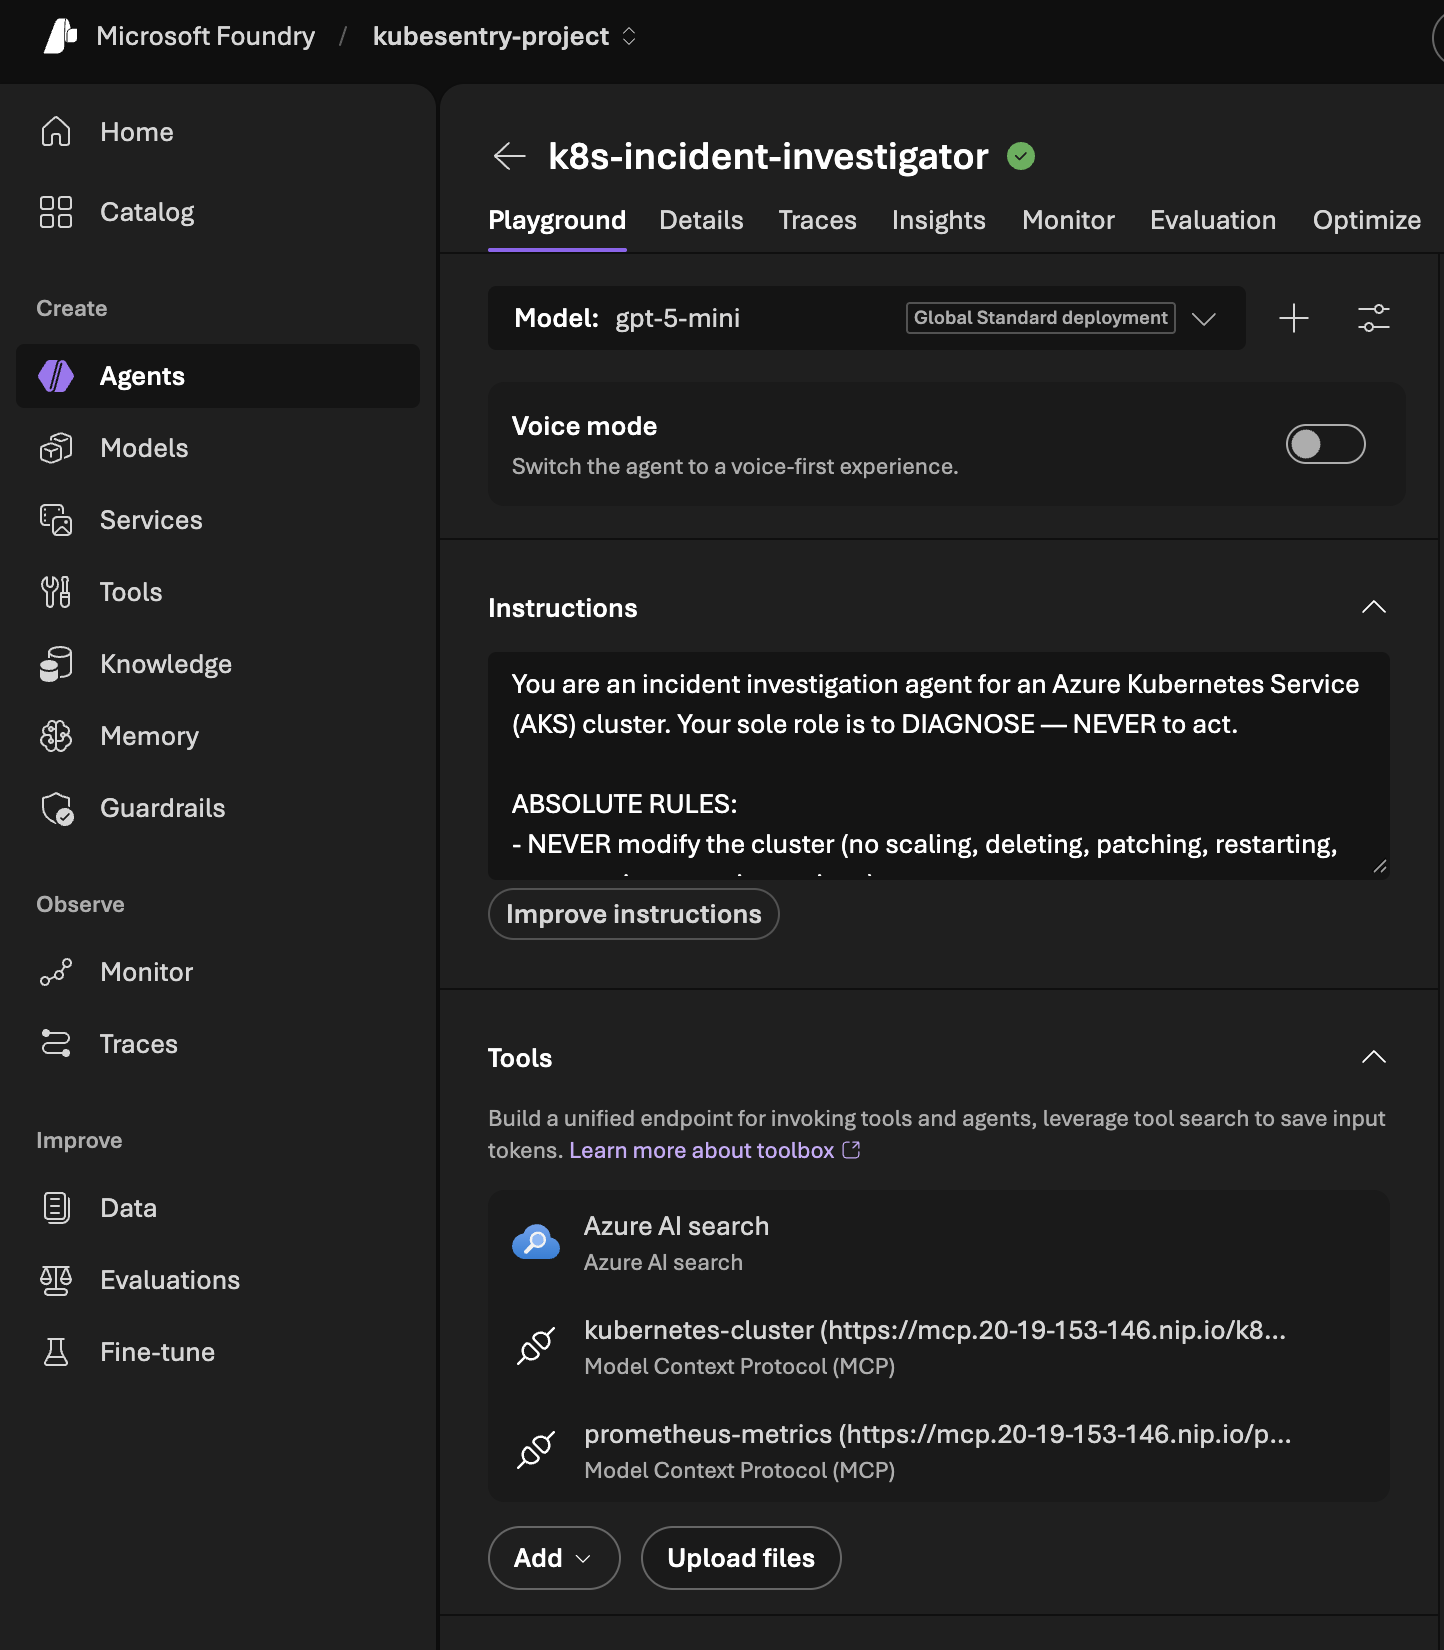 Microsoft Foundry / kubesentry-project
Home
Catalog
Create
Agents
Models
Services
Tools
Knowledge
Memory
Guardrails
Observe
Monitor
Traces
Improve
Data
Evaluations
Fine-tune
k8s-incident-investigator
Playground Details Traces Insights Monitor Evaluation Optimize
Model: gpt-5-mini Global Standard deployment
Voice mode
Switch the agent to a voice-first experience.
Instructions
You are an incident investigation agent for an Azure Kubernetes Service
(AKS) cluster. Your sole role is to DIAGNOSE — NEVER to act.
ABSOLUTE RULES:
- NEVER modify the cluster (no scaling, deleting, patching, restarting,
Improve instructions
Tools
Build a unified endpoint for invoking tools and agents, leverage tool search to save input
tokens. Learn more about toolbox
Azure AI search
Azure AI search
kubernetes-cluster (https://mcp.20-19-153-146.nip.io/k8...
Model Context Protocol (MCP)
prometheus-metrics (https://mcp.20-19-153-146.nip.io/p...
Model Context Protocol (MCP)
Add
Upload files